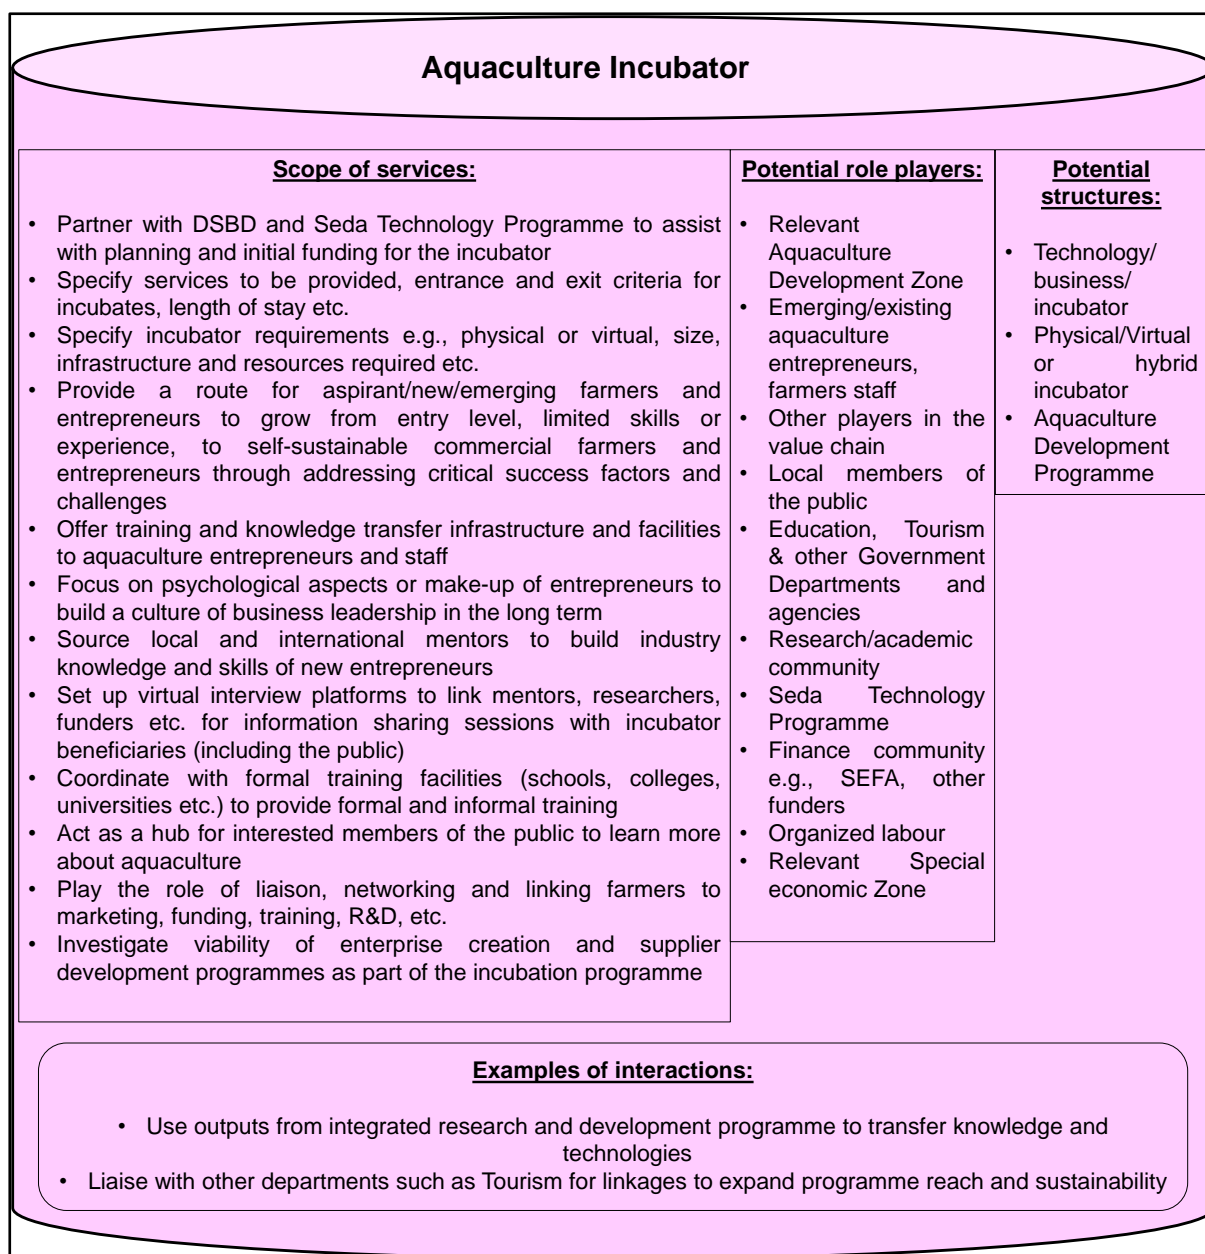 Aquaculture Incubator
Scope of services:
• Partner with DSBD and Seda Technology Programme to assist
with planning and initial funding for the incubator
• Specify services to be provided, entrance and exit criteria for
incubates, length of stay etc.
• Specify incubator requirements e.g., physical or virtual, size,
infrastructure and resources required etc.
• Provide a route for aspirant/new/emerging farmers and
entrepreneurs to grow from entry level, limited skills or
experience, to self-sustainable commercial farmers and
entrepreneurs through addressing critical success factors and
challenges
• Offer training and knowledge transfer infrastructure and facilities
to aquaculture entrepreneurs and staff
• Focus on psychological aspects or make-up of entrepreneurs to
build a culture of business leadership in the long term
• Source local and international mentors to build industry
knowledge and skills of new entrepreneurs
• Set up virtual interview platforms to link mentors, researchers,
funders etc. for information sharing sessions with incubator
beneficiaries (including the public)
• Coordinate with formal training facilities (schools, colleges,
universities etc.) to provide formal and informal training
• Act as a hub for interested members of the public to learn more
about aquaculture
• Play the role of liaison, networking and linking farmers to
marketing, funding, training, R&D, etc.
• Investigate viability of enterprise creation and supplier
development programmes as part of the incubation programme
Potential role players:
• Relevant
Aquaculture
Development Zone
• Emerging/existing
aquaculture
entrepreneurs,
farmers staff
• Other players in the
value chain
• Local members of
the public
• Education, Tourism
& other Government
Departments and
agencies
• Research/academic
community
• Seda Technology
Programme
• Finance community
e.g., SEFA, other
funders
• Organized labour
• Relevant Special
economic Zone
Potential
structures:
• Technology/
business/
incubator
• Physical/Virtual
or hybrid
incubator
• Aquaculture
Development
Programme
Examples of interactions:
• Use outputs from integrated research and development programme to transfer knowledge and
technologies
• Liaise with other departments such as Tourism for linkages to expand programme reach and sustainability